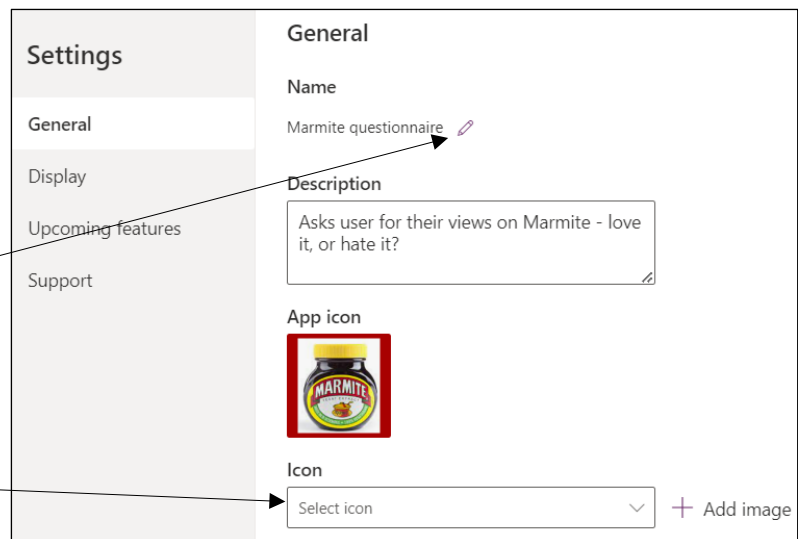 Settings
General
Display
Upcoming features
Support
General
Name
Marmite questionnaire
Description
Asks user for their views on Marmite - love
it, or hate it?
App icon
MARMITE
Icon
Select icon
Add image